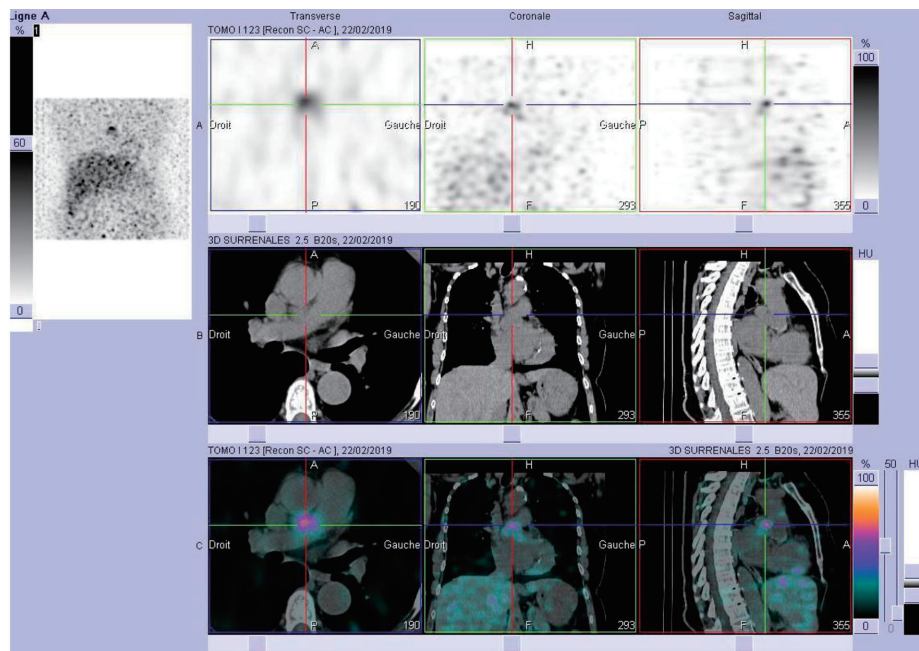 Ligne A
Transverse Coronale Sagittal
TOMO I 123 [Recon SC - AC], 22/02/2019
% 1 A H H %
100
60
A Droit Gauche Droit Gauche P A
P 190 F 293 F 355
0
0
3D SURRENALES 2.5 B20s, 22/02/2019 HU
A H H
B Droit Gauche Droit Gauche P A
P 190 F 293 F 355
TOMO I 123 [Recon SC - AC], 22/02/2019 3D SURRENALES 2.5 B20s, 22/02/2019 % 50 HU
A H H 100
C Droit Gauche Droit Gauche P A
P 190 F 293 F 355 0 0